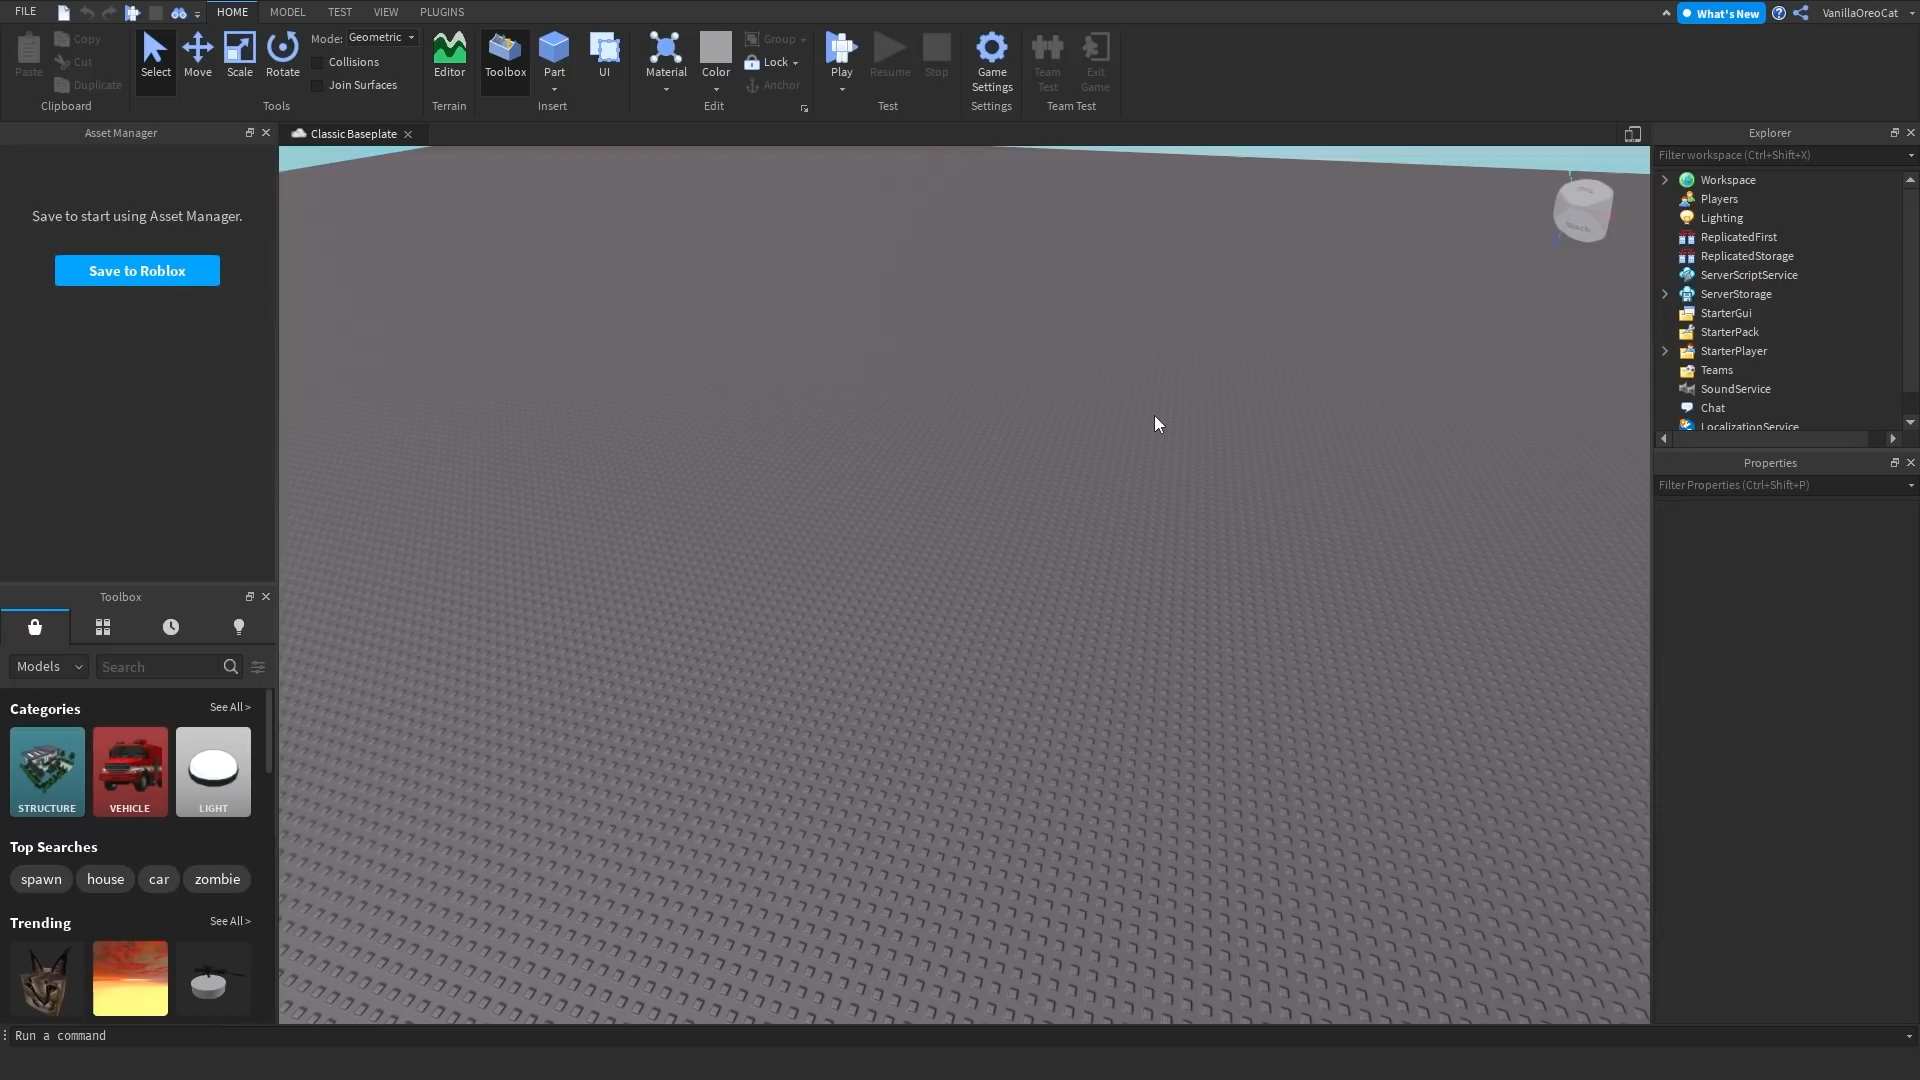 FILE HOME MODEL TEST VIEW PLUGINS What's New VanillaOreoCat
Paste Copy Cut Duplicate Clipboard
Select Move Scale Rotate Mode: Geometric Collisions Join Surfaces Tools
Editor Terrain
Toolbox Part UI Insert
Material Color Group Lock Anchor Edit
Play Resume Stop Test
Game Settings Settings
Team Test Exit Game Team Test
Asset Manager
Save to start using Asset Manager.
Save to Roblox
Classic Baseplate
Back
Toolbox
Models Search
Categories See All >
STRUCTURE VEHICLE LIGHT
Top Searches
spawn house car zombie
Trending See All >
Explorer
Filter workspace (Ctrl+Shift+X)
Workspace
Players
Lighting
ReplicatedFirst
ReplicatedStorage
ServerScriptService
ServerStorage
StarterGui
StarterPack
StarterPlayer
Teams
SoundService
Chat
LocalizationService
Properties
Filter Properties (Ctrl+Shift+P)
Run a command